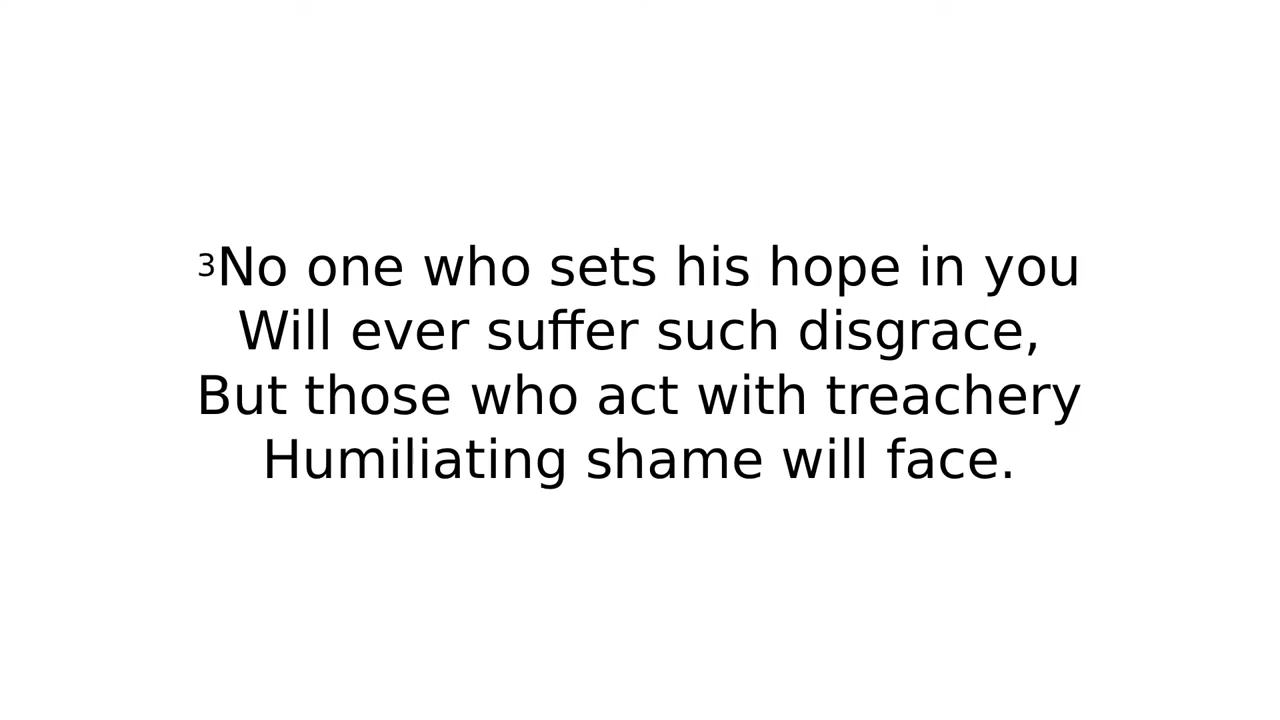 ³No one who sets his hope in you
Will ever suffer such disgrace,
But those who act with treachery
Humiliating shame will face.